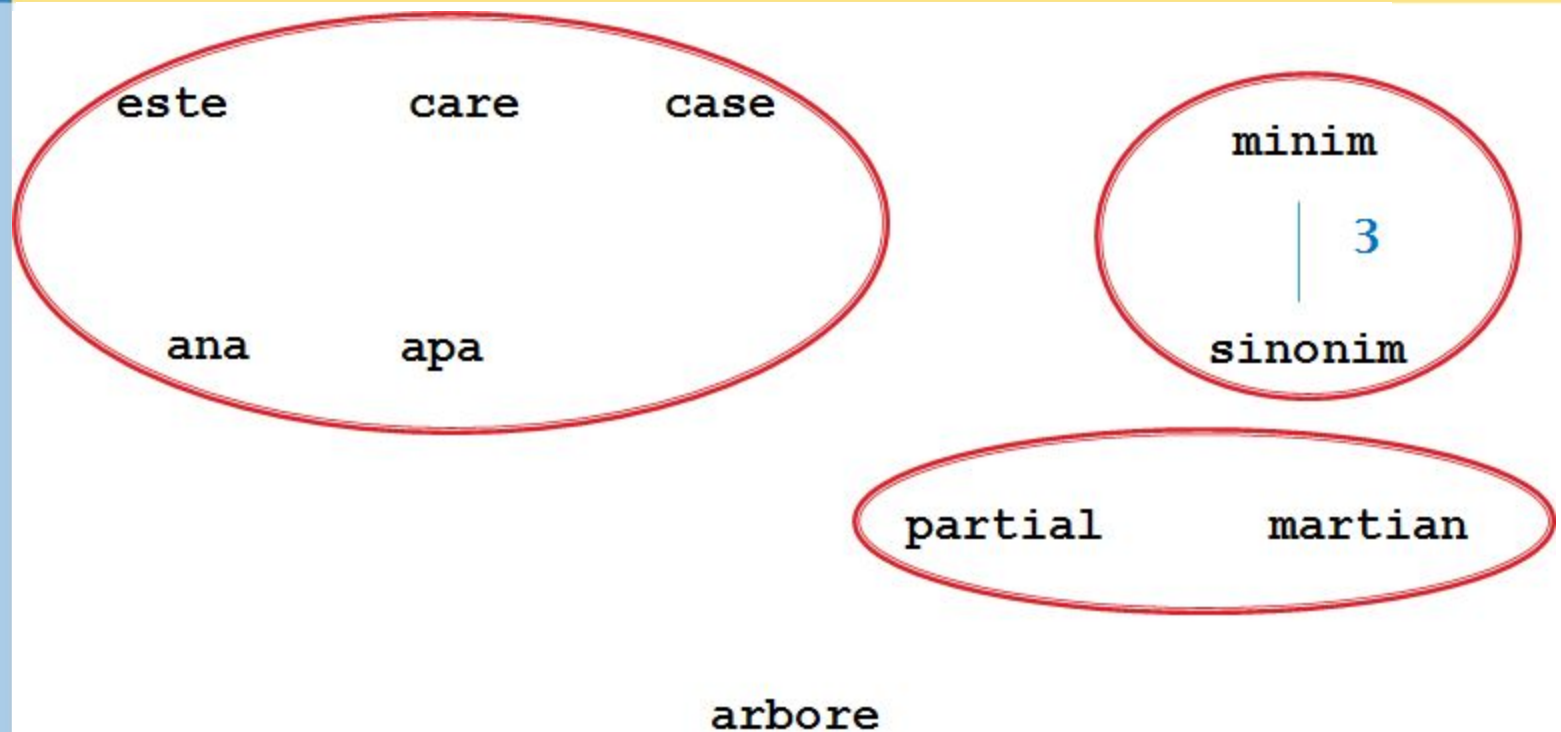 este care case
minim
3
ana apa sinonim
partial martian
arbore